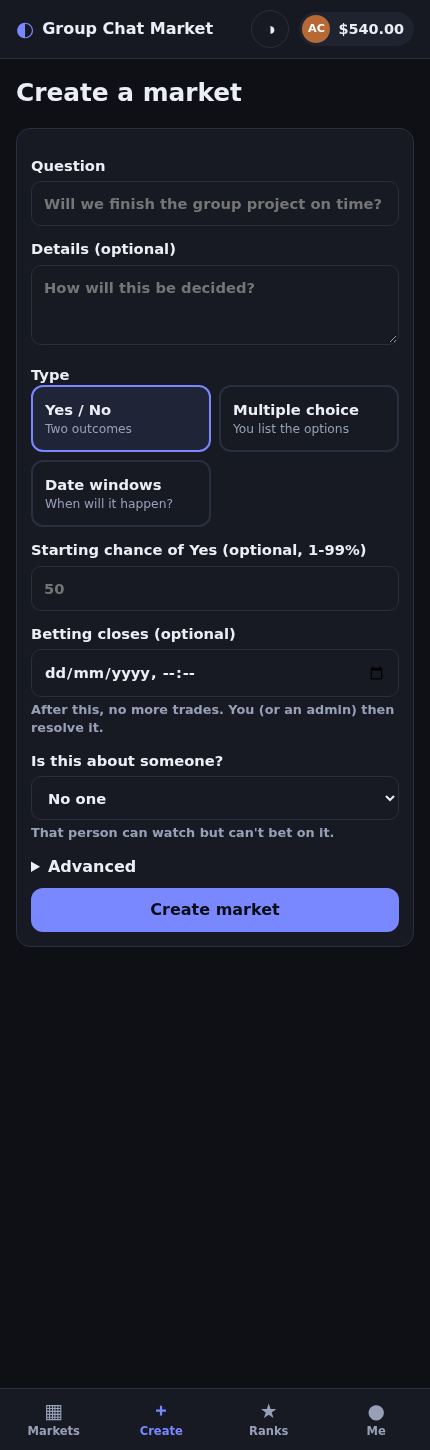 Group Chat Market
AC $540.00
Create a market
Question
Will we finish the group project on time?
Details (optional)
How will this be decided?
Type
Yes / No
Two outcomes
Multiple choice
You list the options
Date windows
When will it happen?
Starting chance of Yes (optional, 1-99%)
50
Betting closes (optional)
dd/mm/yyyy, --:--
After this, no more trades. You (or an admin) then
resolve it.
Is this about someone?
No one
That person can watch but can't bet on it.
Advanced
Create market
Markets
Create
Ranks
Me